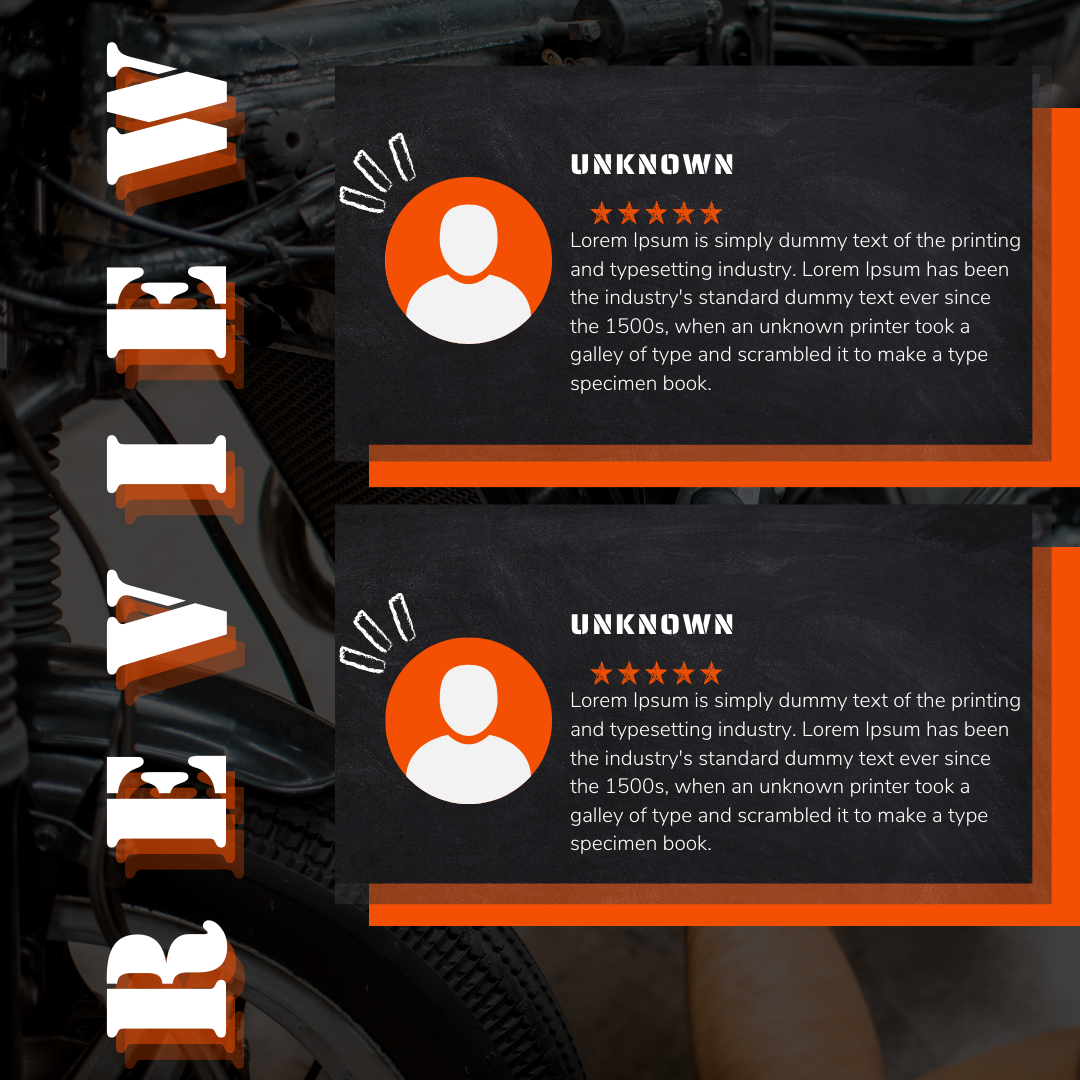 REVIEW
UNKNOWN
Lorem Ipsum is simply dummy text of the printing
and typesetting industry. Lorem Ipsum has been
the industry's standard dummy text ever since
the 1500s, when an unknown printer took a
galley of type and scrambled it to make a type
specimen book.
UNKNOWN
Lorem Ipsum is simply dummy text of the printing
and typesetting industry. Lorem Ipsum has been
the industry's standard dummy text ever since
the 1500s, when an unknown printer took a
galley of type and scrambled it to make a type
specimen book.